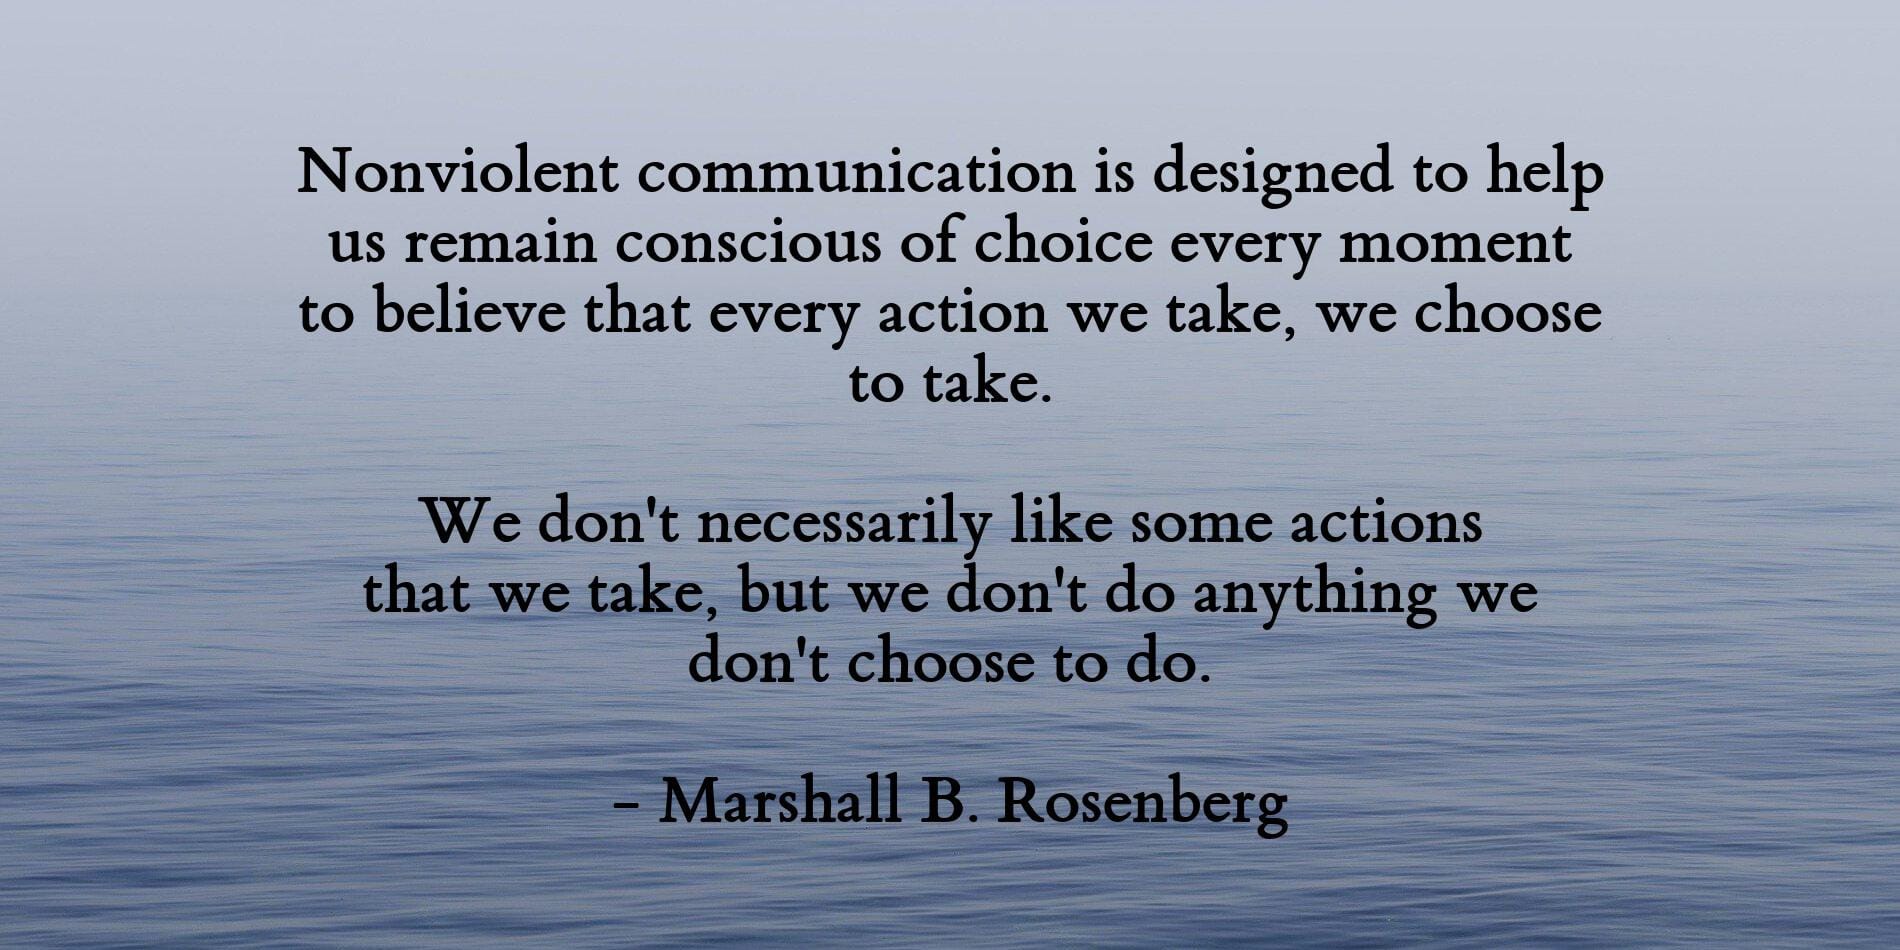 Nonviolent communication is designed to help
us remain conscious of choice every moment
to believe that every action we take, we choose
to take.
We don't necessarily like some actions
that we take, but we don't do anything we
don't choose to do.
- Marshall B. Rosenberg